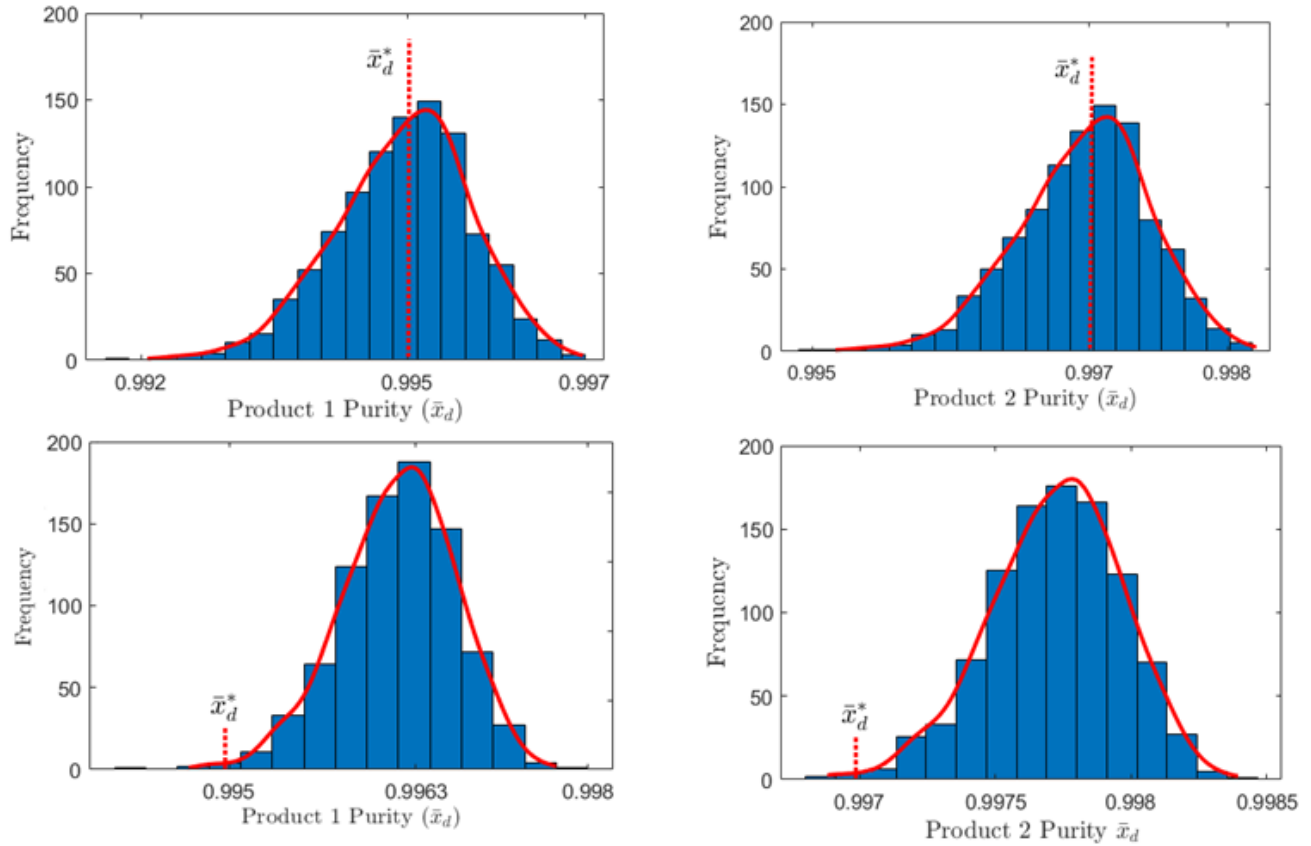 200
150
100
50
0
Frequency
x̄*d
0.992
0.995
0.997
Product 1 Purity (x̄d)
200
150
100
50
0
Frequency
x̄*d
0.995
0.997
0.998
Product 2 Purity (x̄d)
200
150
100
50
0
Frequency
x̄*d
0.995
0.9963
0.998
Product 1 Purity (x̄d)
200
150
100
50
0
Frequency
x̄*d
0.997
0.9975
0.998
0.9985
Product 2 Purity x̄d